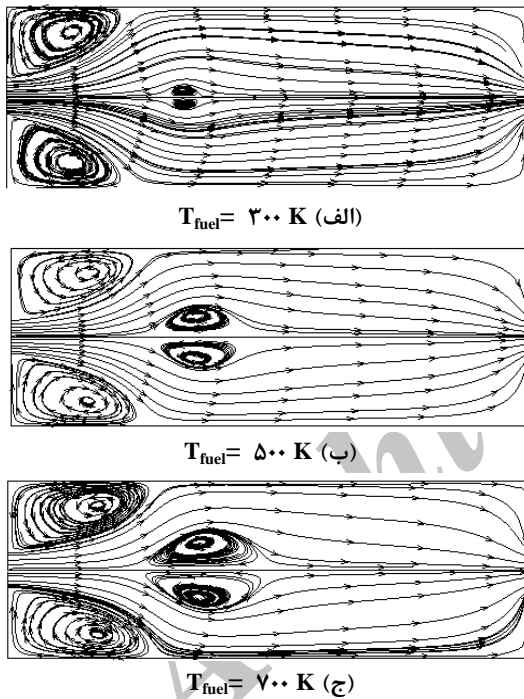 (الف) T_fuel= ۳۰۰ K
(ب) T_fuel= ۵۰۰ K
(ج) T_fuel= ۷۰۰ K